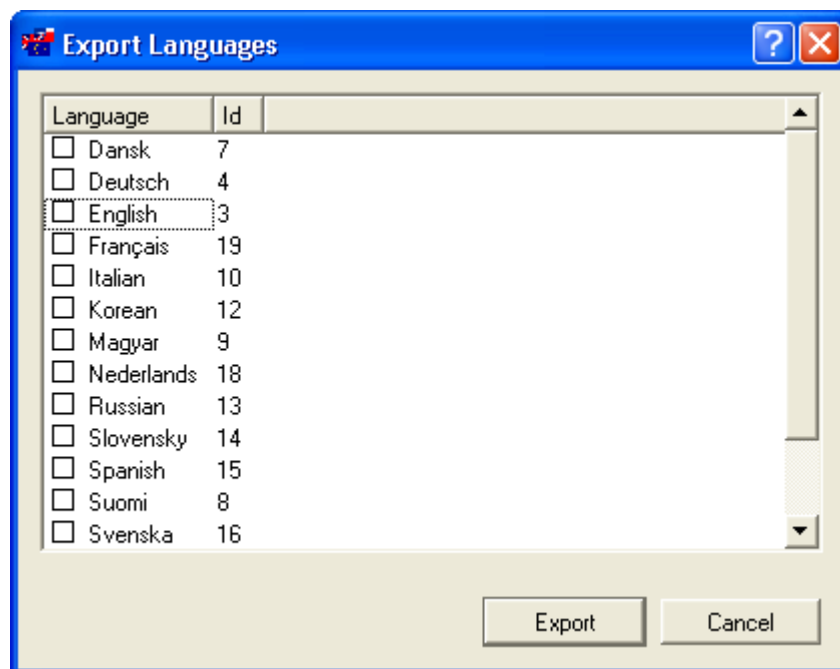 Export Languages
Language Id
Dansk 7
Deutsch 4
English 3
Français 19
Italian 10
Korean 12
Magyar 9
Nederlands 18
Russian 13
Slovensky 14
Spanish 15
Suomi 8
Svenska 16
Export Cancel